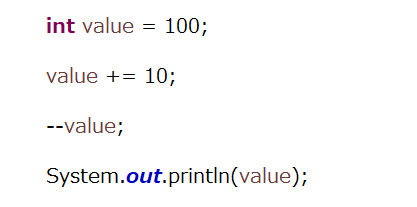 int value = 100;
value += 10;
--value;
System.out.println(value);